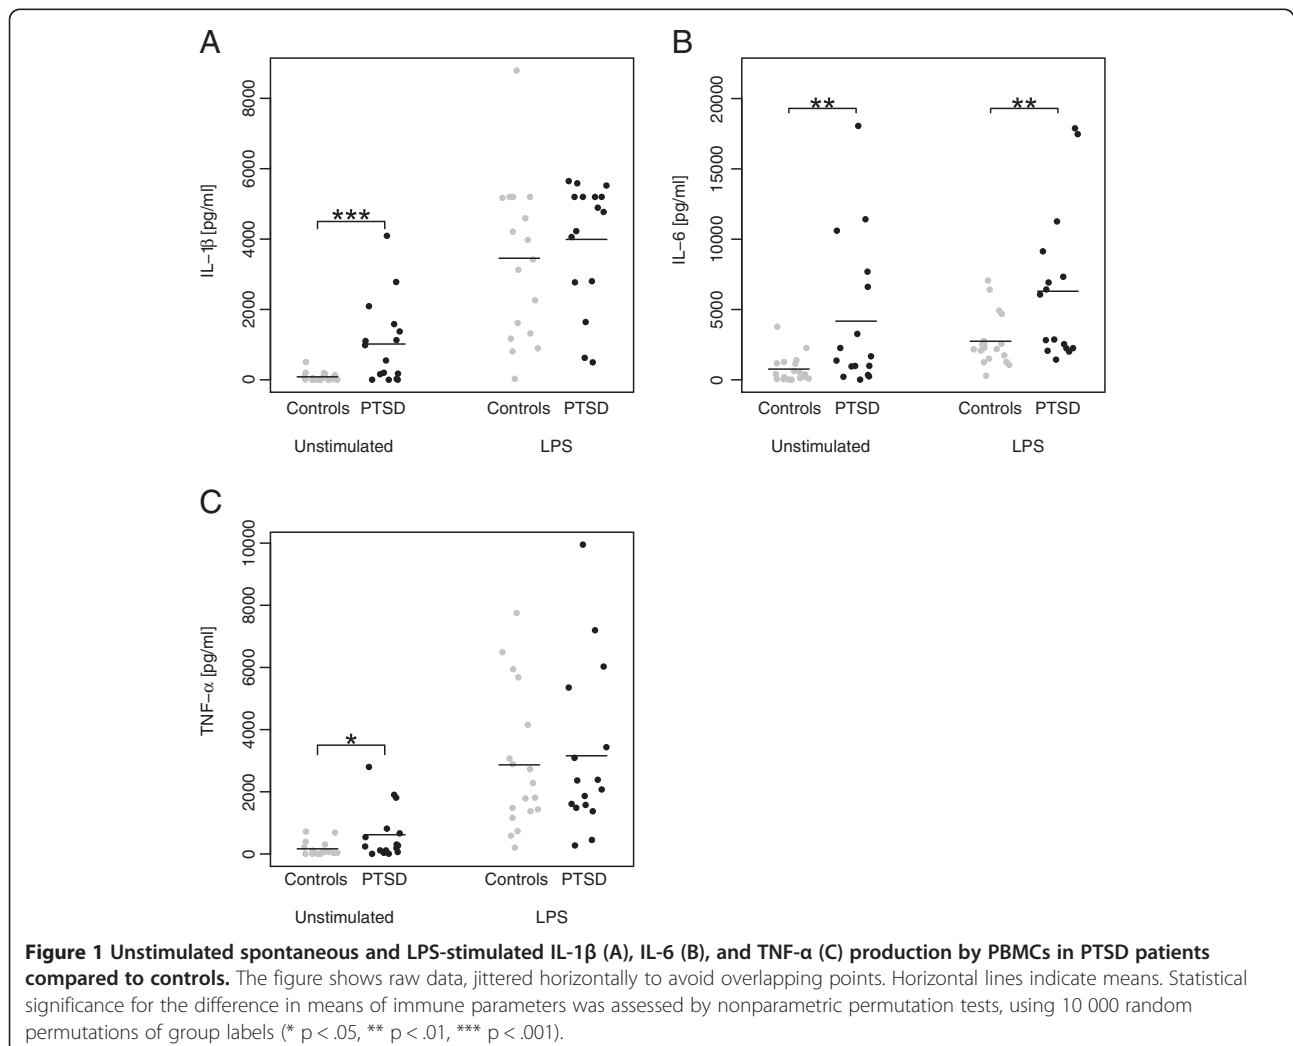 A
IL-1β [pg/ml]
8000
6000
4000
2000
0
***
Controls PTSD Controls PTSD
Unstimulated LPS
B
IL-6 [pg/ml]
20000
15000
10000
5000
0
** **
Controls PTSD Controls PTSD
Unstimulated LPS
C
TNF-α [pg/ml]
10000
8000
6000
4000
2000
0
*
Controls PTSD Controls PTSD
Unstimulated LPS
Figure 1 Unstimulated spontaneous and LPS-stimulated IL-1β (A), IL-6 (B), and TNF-α (C) production by PBMCs in PTSD patients
compared to controls. The figure shows raw data, jittered horizontally to avoid overlapping points. Horizontal lines indicate means. Statistical
significance for the difference in means of immune parameters was assessed by nonparametric permutation tests, using 10 000 random
permutations of group labels (* p < .05, ** p < .01, *** p < .001).